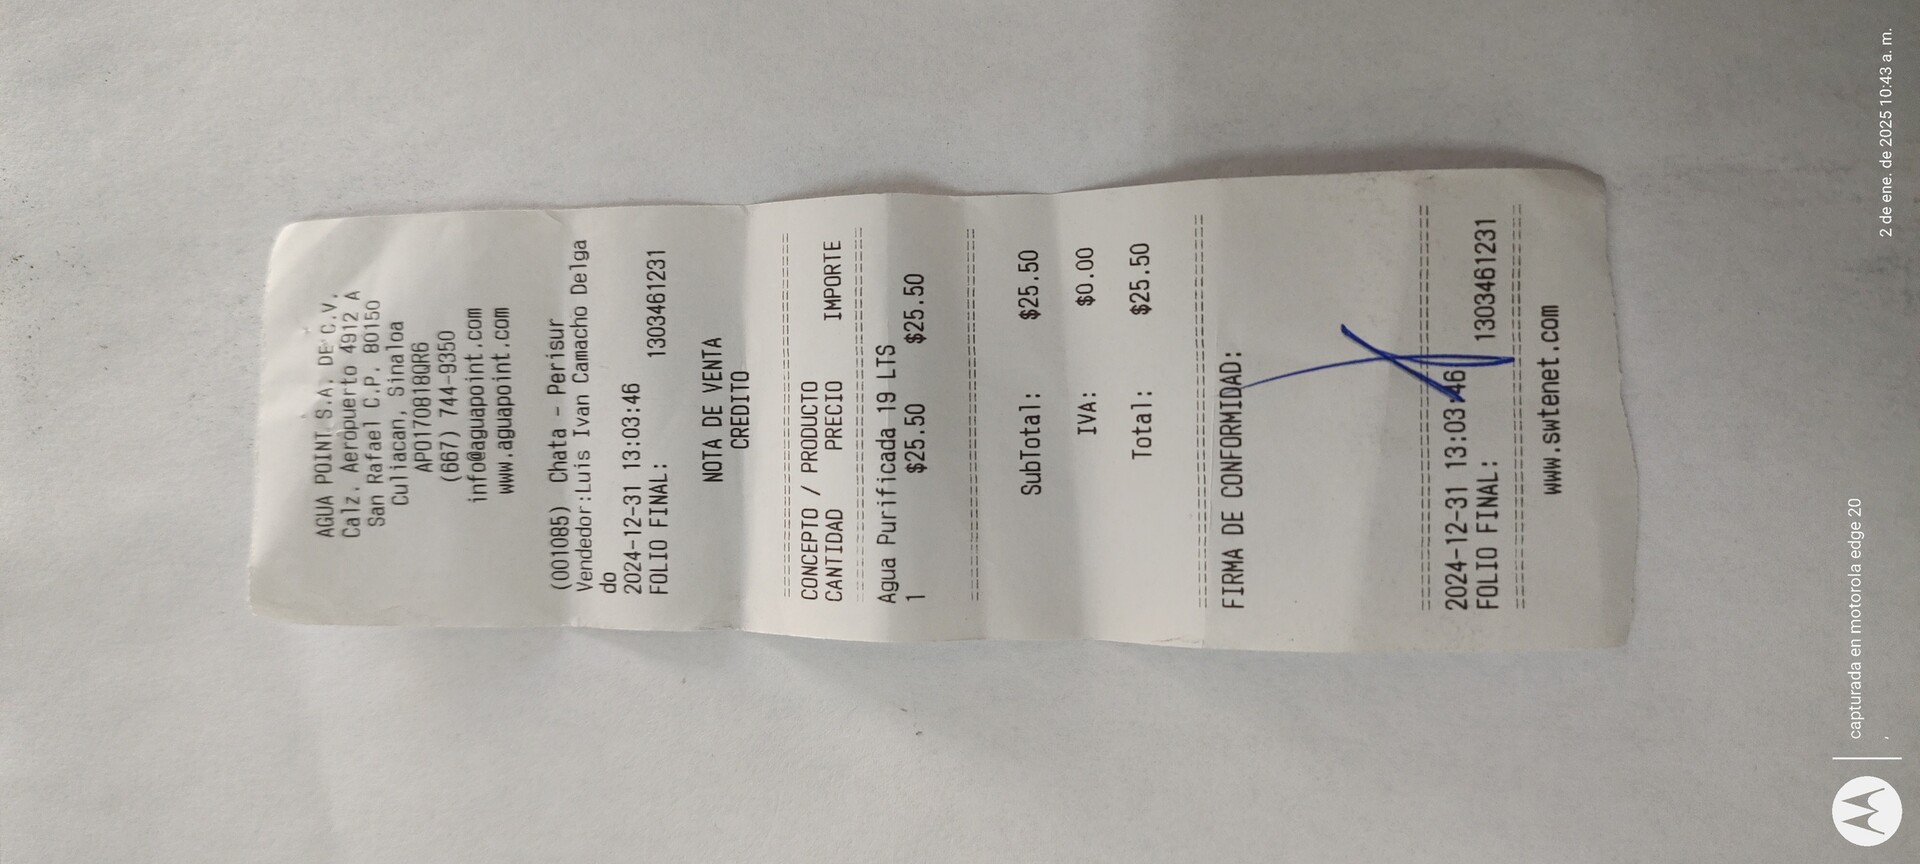 AGUA POINT S.A. DE C.V.
Calz. Aeropuerto 4912 A
San Rafael C.P. 80150
Culiacan, Sinaloa
APO170818QR6
(667) 744-9350
info@aguapoint.com
www.aguapoint.com
(001085) Chata - Perisur
Vendedor:Luis Ivan Camacho Delga
do
2024-12-31 13:03:46
FOLIO FINAL: 1303461231
NOTA DE VENTA
CREDITO
CONCEPTO / PRODUCTO
CANTIDAD PRECIO IMPORTE
Agua Purificada 19 LTS
1 $25.50 $25.50
SubTotal: $25.50
IVA: $0.00
Total: $25.50
FIRMA DE CONFORMIDAD:
2024-12-31 13:03:46
FOLIO FINAL: 1303461231
www.swtenet.com
capturada en motorola edge 20
,
2 de ene. de 2025 10:43 a. m.